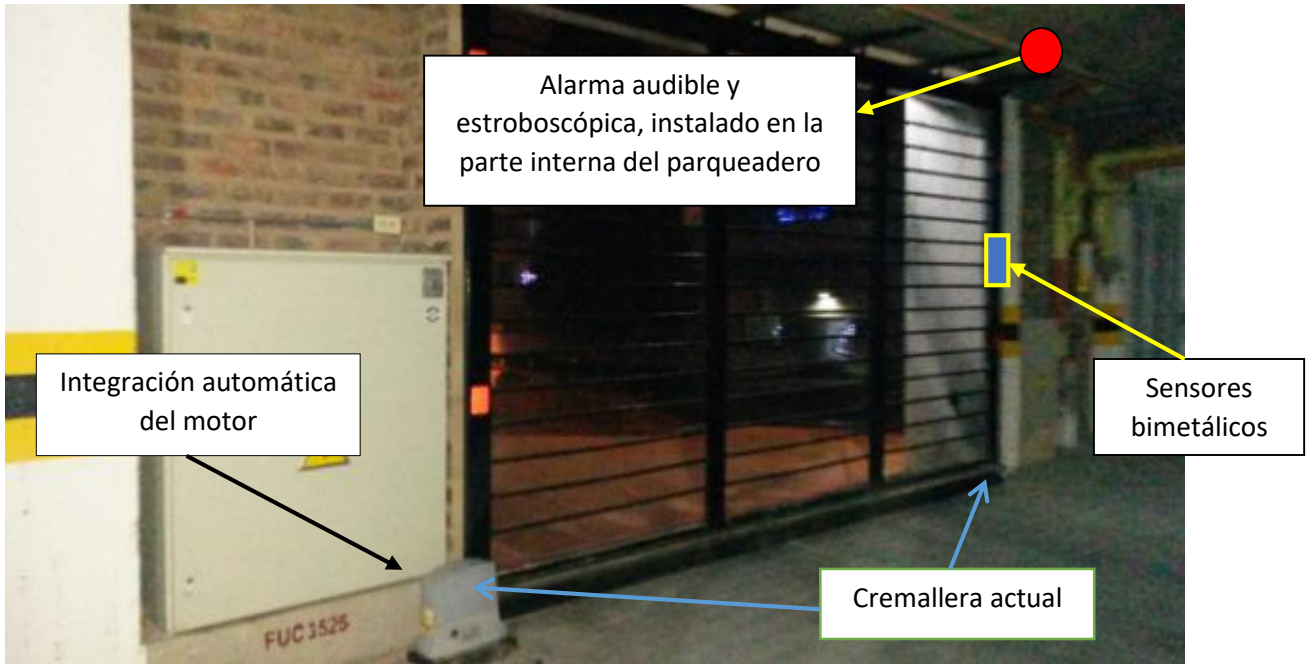 Alarma audible y
estroboscópica, instalado en la
parte interna del parqueadero
Integración automática
del motor
Sensores
bimetálicos
Cremallera actual
FUC 3525